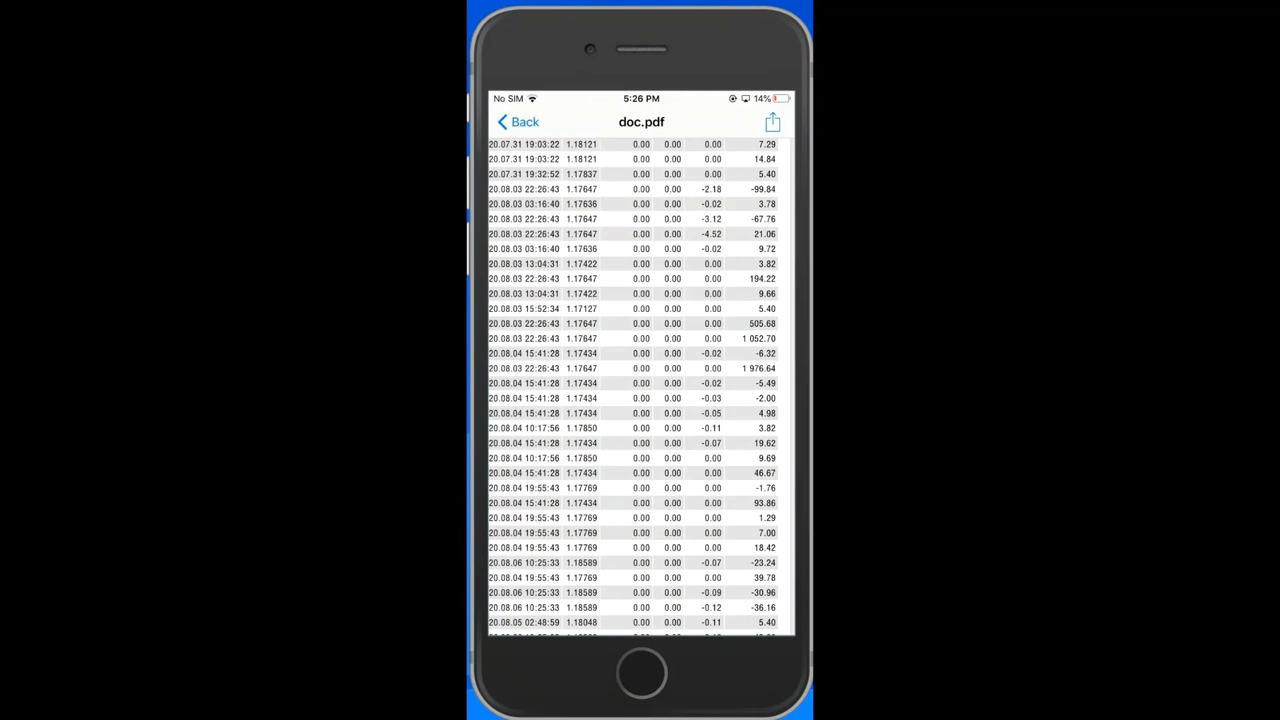 No SIM 5:26 PM 14%
Back doc.pdf
20.07.31 19:03:22 1.18121 0.00 0.00 0.00 7.29
20.07.31 19:03:22 1.18121 0.00 0.00 0.00 14.84
20.07.31 19:32:52 1.17837 0.00 0.00 0.00 5.40
20.08.03 22:26:43 1.17647 0.00 0.00 -2.18 -99.84
20.08.03 03:16:40 1.17636 0.00 0.00 -0.02 3.78
20.08.03 22:26:43 1.17647 0.00 0.00 -3.12 -67.76
20.08.03 22:26:43 1.17647 0.00 0.00 -4.52 21.06
20.08.03 03:16:40 1.17636 0.00 0.00 -0.02 9.72
20.08.03 13:04:31 1.17422 0.00 0.00 0.00 3.82
20.08.03 22:26:43 1.17647 0.00 0.00 0.00 194.22
20.08.03 13:04:31 1.17422 0.00 0.00 0.00 9.66
20.08.03 15:52:34 1.17127 0.00 0.00 0.00 5.40
20.08.03 22:26:43 1.17647 0.00 0.00 0.00 505.68
20.08.03 22:26:43 1.17647 0.00 0.00 0.00 1 052.70
20.08.04 15:41:28 1.17434 0.00 0.00 -0.02 -6.32
20.08.03 22:26:43 1.17647 0.00 0.00 0.00 1 976.64
20.08.04 15:41:28 1.17434 0.00 0.00 -0.02 -5.49
20.08.04 15:41:28 1.17434 0.00 0.00 -0.03 -2.00
20.08.04 15:41:28 1.17434 0.00 0.00 -0.05 4.98
20.08.04 10:17:56 1.17850 0.00 0.00 -0.11 3.82
20.08.04 15:41:28 1.17434 0.00 0.00 -0.07 19.62
20.08.04 10:17:56 1.17850 0.00 0.00 0.00 9.69
20.08.04 15:41:28 1.17434 0.00 0.00 0.00 46.67
20.08.04 19:55:43 1.17769 0.00 0.00 0.00 -1.76
20.08.04 15:41:28 1.17434 0.00 0.00 0.00 93.86
20.08.04 19:55:43 1.17769 0.00 0.00 0.00 1.29
20.08.04 19:55:43 1.17769 0.00 0.00 0.00 7.00
20.08.04 19:55:43 1.17769 0.00 0.00 0.00 18.42
20.08.06 10:25:33 1.18589 0.00 0.00 -0.07 -23.24
20.08.04 19:55:43 1.17769 0.00 0.00 0.00 39.78
20.08.06 10:25:33 1.18589 0.00 0.00 -0.09 -30.96
20.08.06 10:25:33 1.18589 0.00 0.00 -0.12 -36.16
20.08.05 02:48:59 1.18048 0.00 0.00 -0.11 5.40